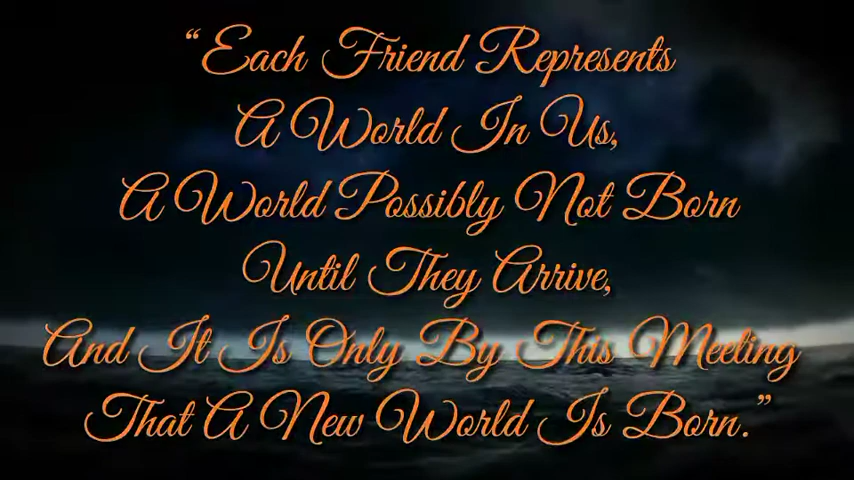 “Each Friend Represents
A World In Us,
A World Possibly Not Born
Until They Arrive,
And It Is Only By This Meeting
That A New World Is Born.”